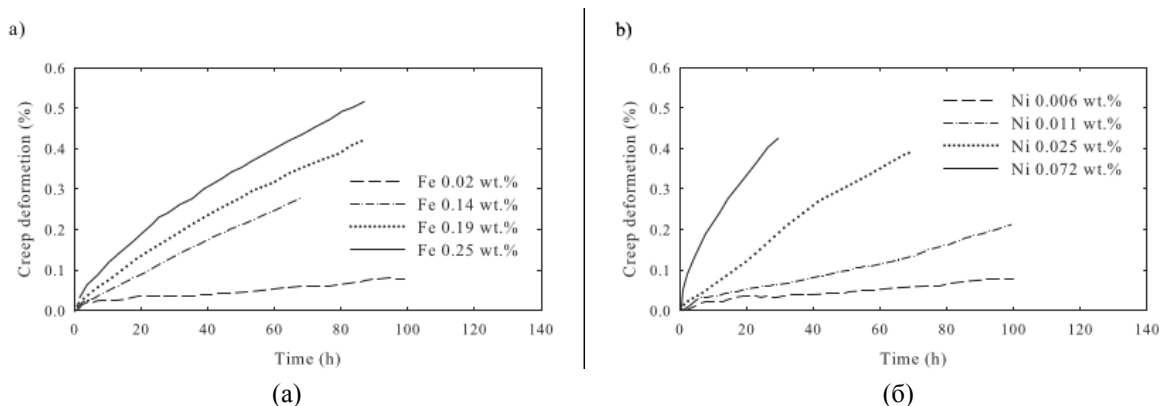 a)
0.6
0.5
0.4
0.3
0.2
0.1
0.0
Creep deformetion (%)
Fe 0.02 wt.%
Fe 0.14 wt.%
Fe 0.19 wt.%
Fe 0.25 wt.%
0 20 40 60 80 100 120 140
Time (h)
(а)
b)
0.6
0.5
0.4
0.3
0.2
0.1
0.0
Creep deformetion (%)
Ni 0.006 wt.%
Ni 0.011 wt.%
Ni 0.025 wt.%
Ni 0.072 wt.%
0 20 40 60 80 100 120 140
Time (h)
(б)